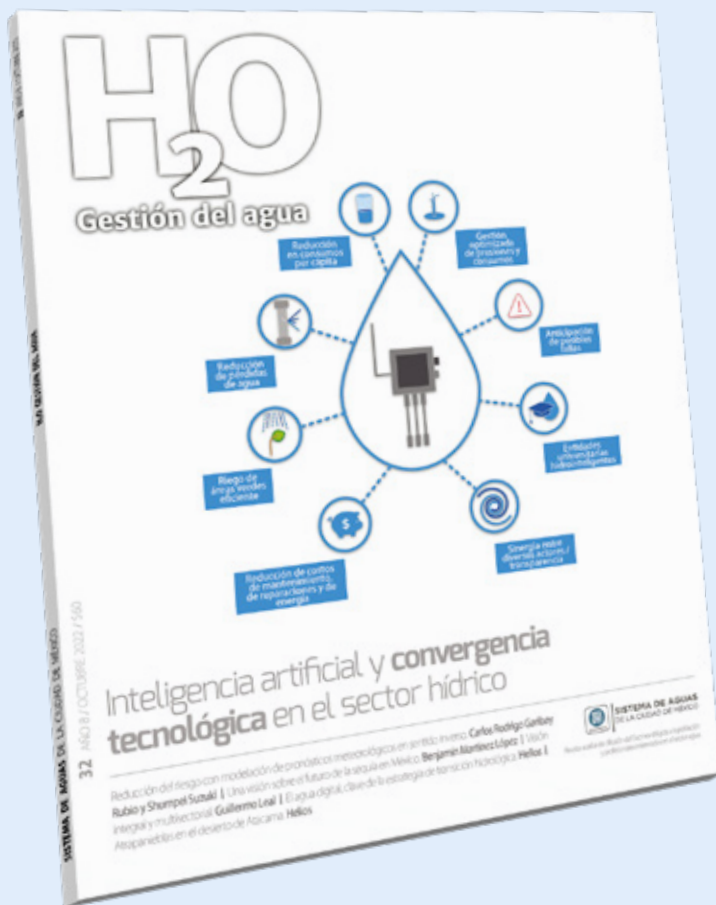 H2O
Gestión del agua
Reducción
en consumos
per cápita
Gestión
optimizada
de presiones y
consumos
Reducción
de pérdidas
de agua
Anticipación
de posibles
fallas
Riego de
áreas verdes
eficiente
Entidades
universitarias
hidrointeligentes
Reducción de costos
de mantenimiento,
de reparaciones y de
energía
Sinergia entre
diversos actores /
transparencia
Inteligencia artificial y convergencia
tecnológica en el sector hídrico
SISTEMA DE AGUAS
DE LA CIUDAD DE MÉXICO
Reducción del riesgo con modelación de pronósticos meteorológicos en sentido inverso Carlos Rodrigo Garibay
Rubio y Shompei Suzuki | Una visión sobre el futuro de la sequía en México Benjamín Martínez López | Visión
integral y multisectorial Guillermo Leal | El agua digital, clave de la estrategia de transición hidrológica Helios |
Atrapanieblas en el desierto de Atacama Helios
32 AÑO 8 / OCTUBRE 2022 / $60
H2O GESTIÓN DEL AGUA
SISTEMA DE AGUAS DE LA CIUDAD DE MÉXICO